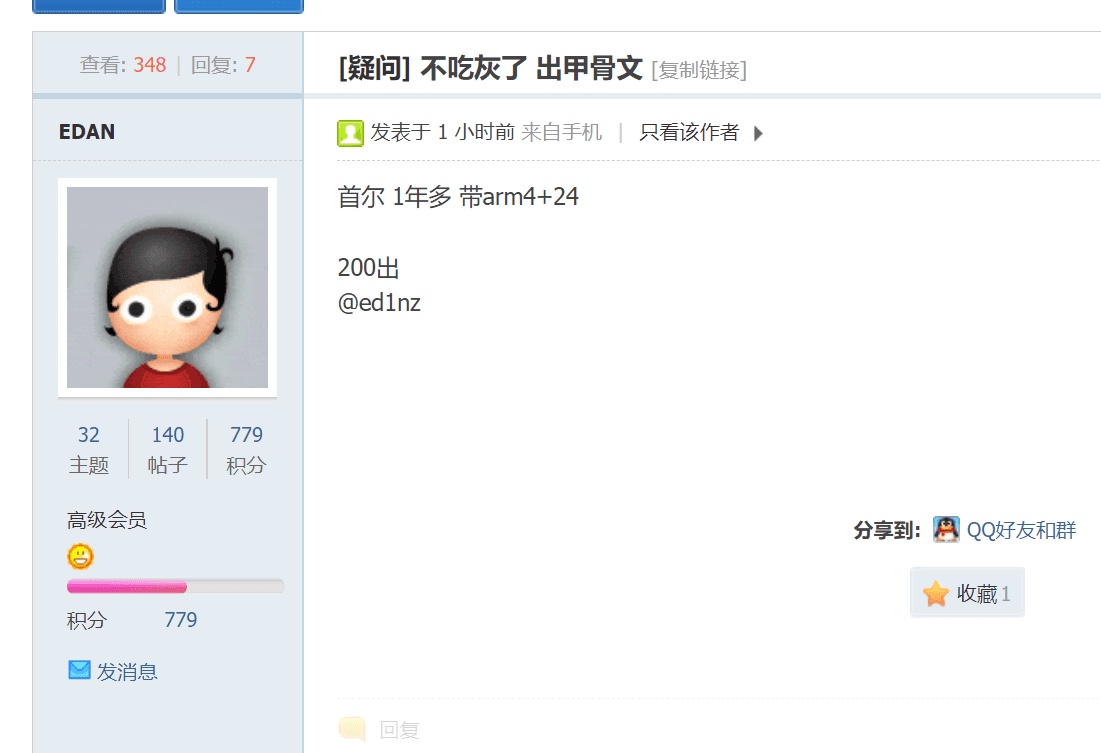 查看: 348 | 回复: 7
[疑问] 不吃灰了 出甲骨文 [复制链接]
EDAN
发表于 1 小时前 来自手机 | 只看该作者
首尔 1年多 带arm4+24
200出
@ed1nz
32 140 779
主题 帖子 积分
高级会员
积分 779
发消息
分享到: QQ好友和群
收藏 1
回复